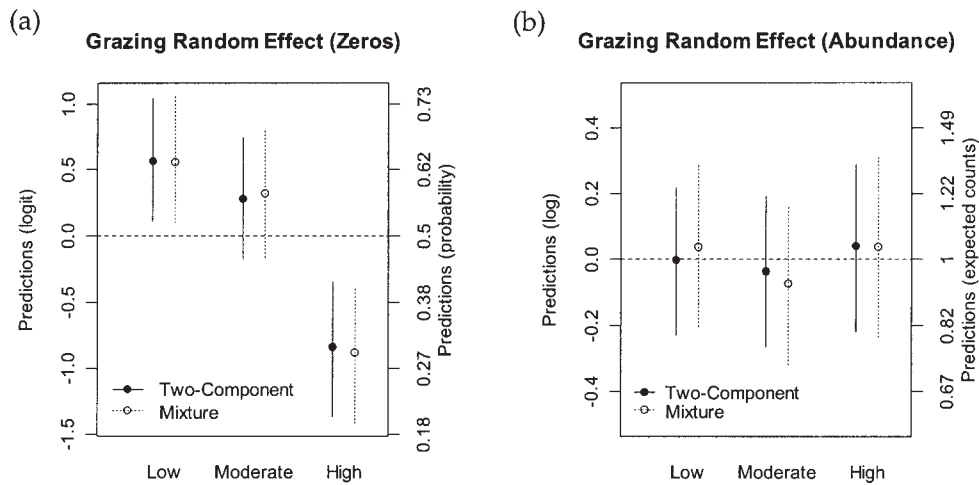 (a)
Grazing Random Effect (Zeros)
Predictions (logit)
1.0
0.5
0.0
-0.5
-1.0
-1.5
0.73
0.62
0.5
0.38
0.27
0.18
Predictions (probability)
Two-Component
Mixture
Low Moderate High
(b)
Grazing Random Effect (Abundance)
Predictions (log)
0.4
0.2
0.0
-0.2
-0.4
1.49
1.22
1
0.82
0.67
Predictions (expected counts)
Two-Component
Mixture
Low Moderate High